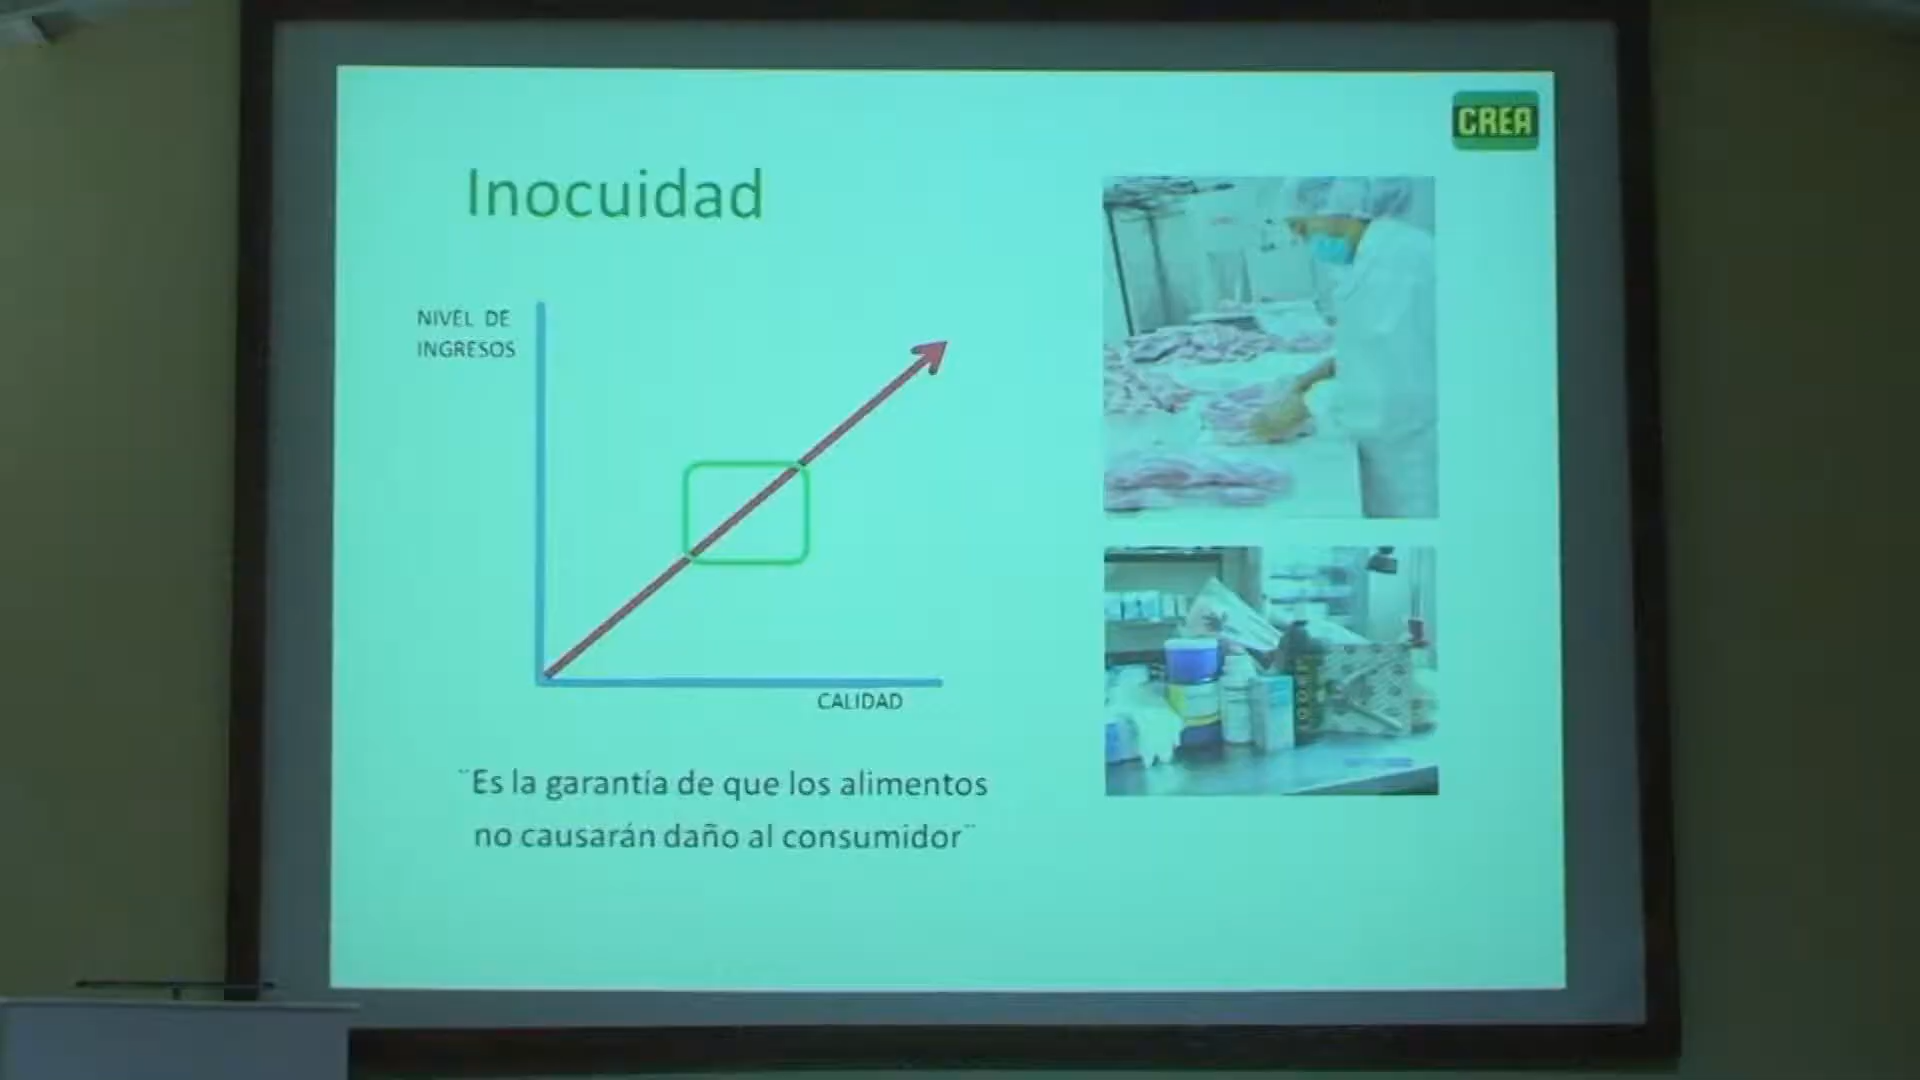 CREA
Inocuidad
NIVEL DE
INGRESOS
CALIDAD
¨Es la garantía de que los alimentos
no causarán daño al consumidor¨